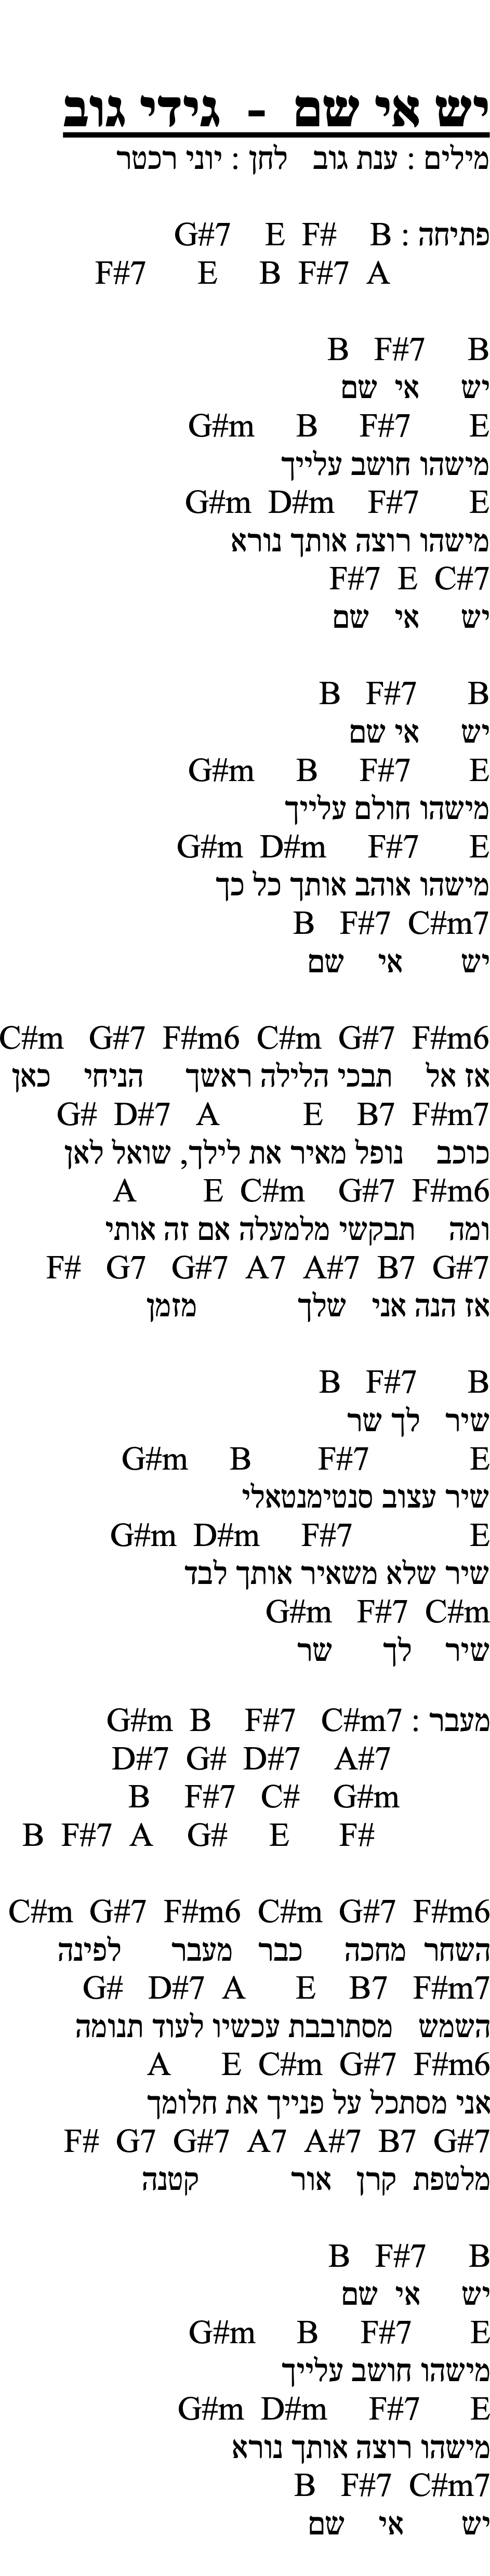 יש אי שם - גידי גוב
מילים : ענת גוב   לחן : יוני רכטר
פתיחה : B   F#   E   G#7
A   F#7   B   E   F#7
B   F#7   B
יש   אי   שם
E   F#7   B   G#m
מישהו חושב עלייך
E   F#7   D#m   G#m
מישהו רוצה אותך נורא
C#7   E   F#7
יש   אי   שם
B   F#7   B
יש   אי שם
E   F#7   B   G#m
מישהו חולם עלייך
E   F#7   D#m   G#m
מישהו אוהב אותך כל כך
C#m7   F#7   B
יש   אי   שם
F#m6   G#7   C#m   F#m6   G#7   C#m
אז אל   תבכי הלילה ראשך   הניחי   כאן
F#m7   B7   E   A   D#7   G#
כוכב   נופל מאיר את לילך, שואל לאן
F#m6   G#7   C#m   E   A
ומה   תבקשי מלמעלה אם זה אותי
G#7   B7   A#7   A7   G#7   G7   F#
אז הנה אני   שלך   מזמן
B   F#7   B
שיר   לך שר
E   F#7   B   G#m
שיר עצוב סנטימנטאלי
E   F#7   D#m   G#m
שיר שלא משאיר אותך לבד
C#m   F#7   G#m
שיר   לך   שר
מעבר : C#m7   F#7   B   G#m
A#7   D#7   G#   D#7
G#m   C#   F#7   B
F#   E   G#   A   F#7   B
F#m6   G#7   C#m   F#m6   G#7   C#m
השחר   מחכה   כבר   מעבר   לפינה
F#m7   B7   E   A   D#7   G#
השמש   מסתובבת עכשיו לעוד תנומה
F#m6   G#7   C#m   E   A
אני מסתכל על פנייך את חלומך
G#7   B7   A#7   A7   G#7   G7   F#
מלטפת   קרן   אור   קטנה
B   F#7   B
יש   אי   שם
E   F#7   B   G#m
מישהו חושב עלייך
E   F#7   D#m   G#m
מישהו רוצה אותך נורא
C#m7   F#7   B
יש   אי   שם